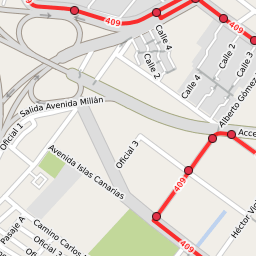 409
409
Calle 4
Calle 2
Calle 2
Calle 3
Calle 4
Salida Avenida Millán
Alberto Gómez
Acce
Oficial 1
Oficial 3
Avenida Islas Canarias
409
Pasaje A
Camino Carlos
Oficial 3
Héctor Vi
409